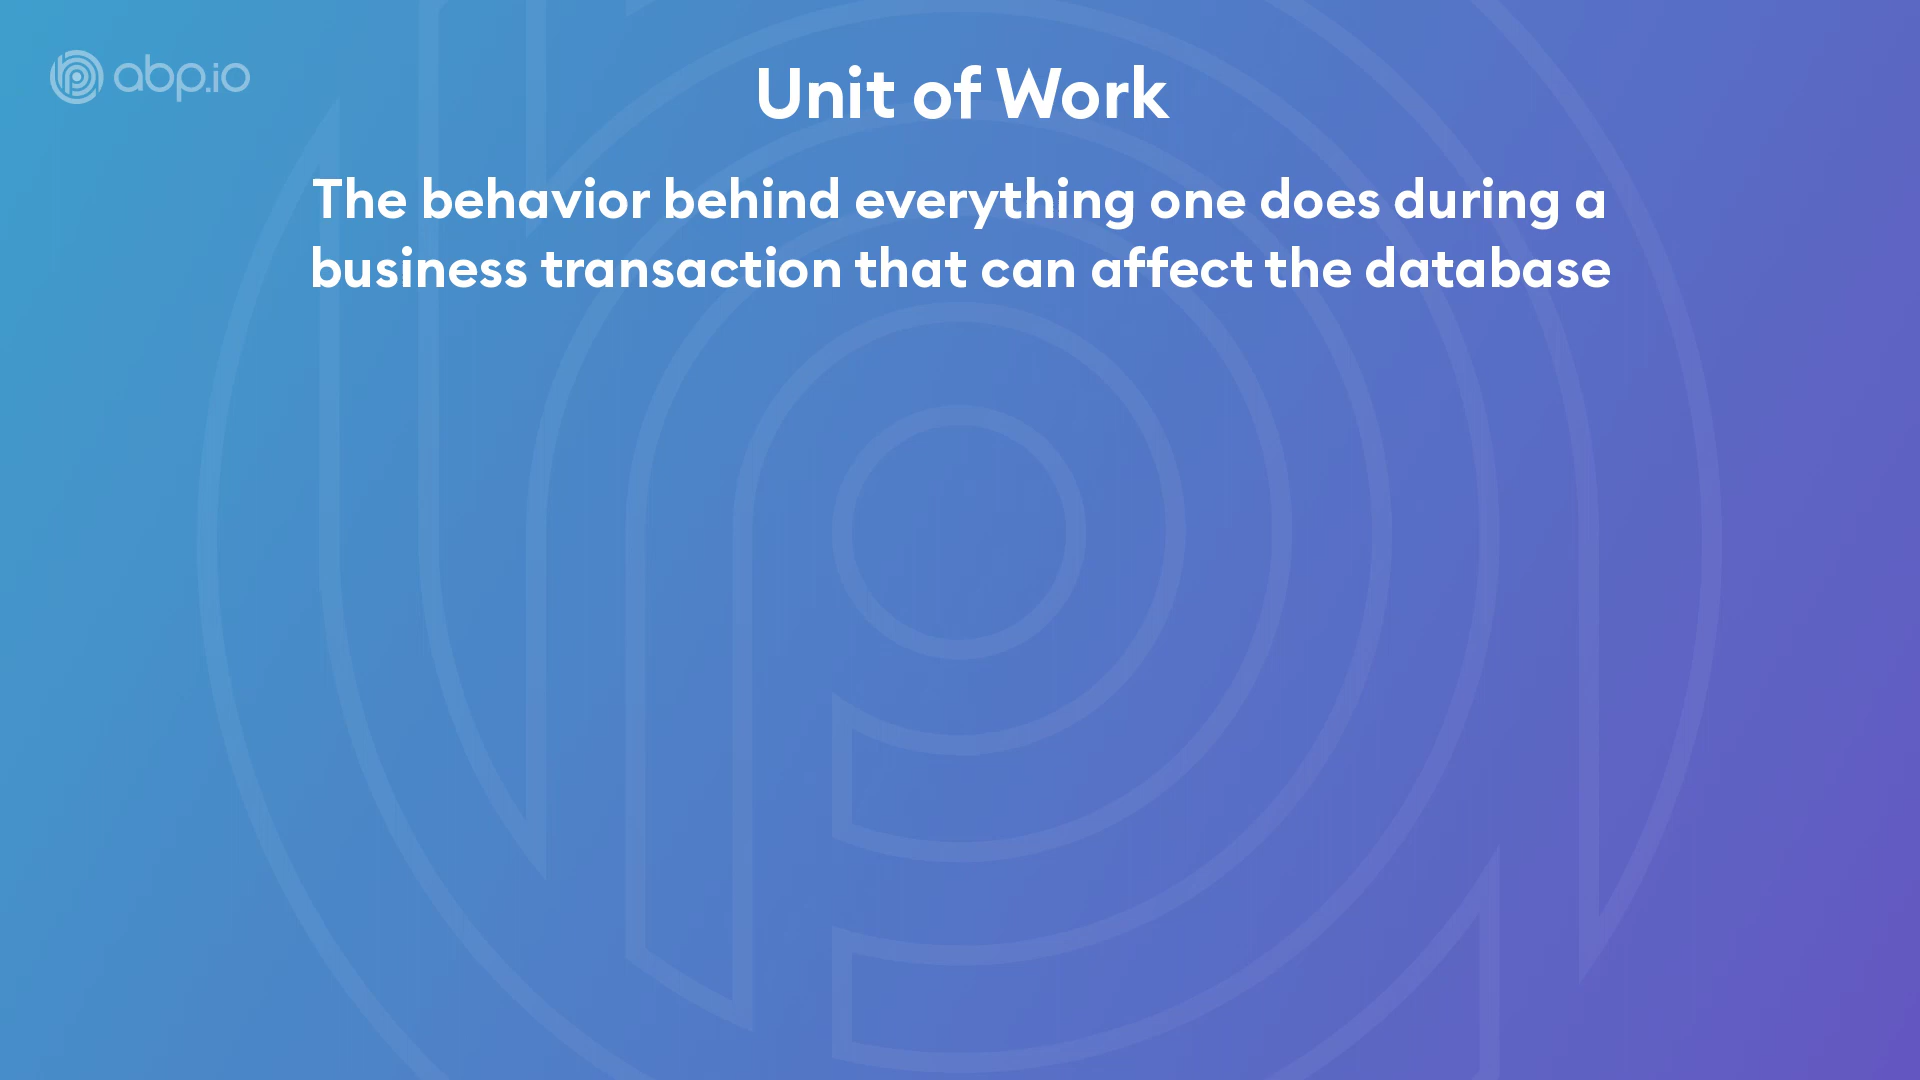 abp.io
Unit of Work
The behavior behind everything one does during a
business transaction that can affect the database